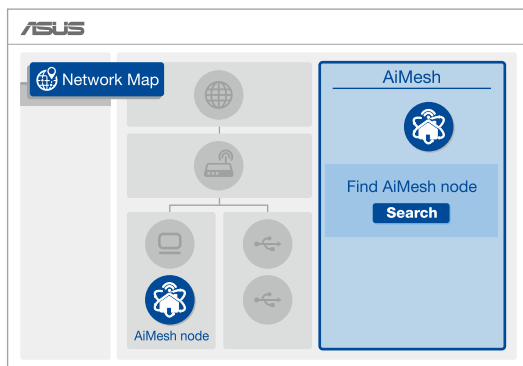 ASUS
Network Map
AiMesh node
AiMesh
Find AiMesh node
Search